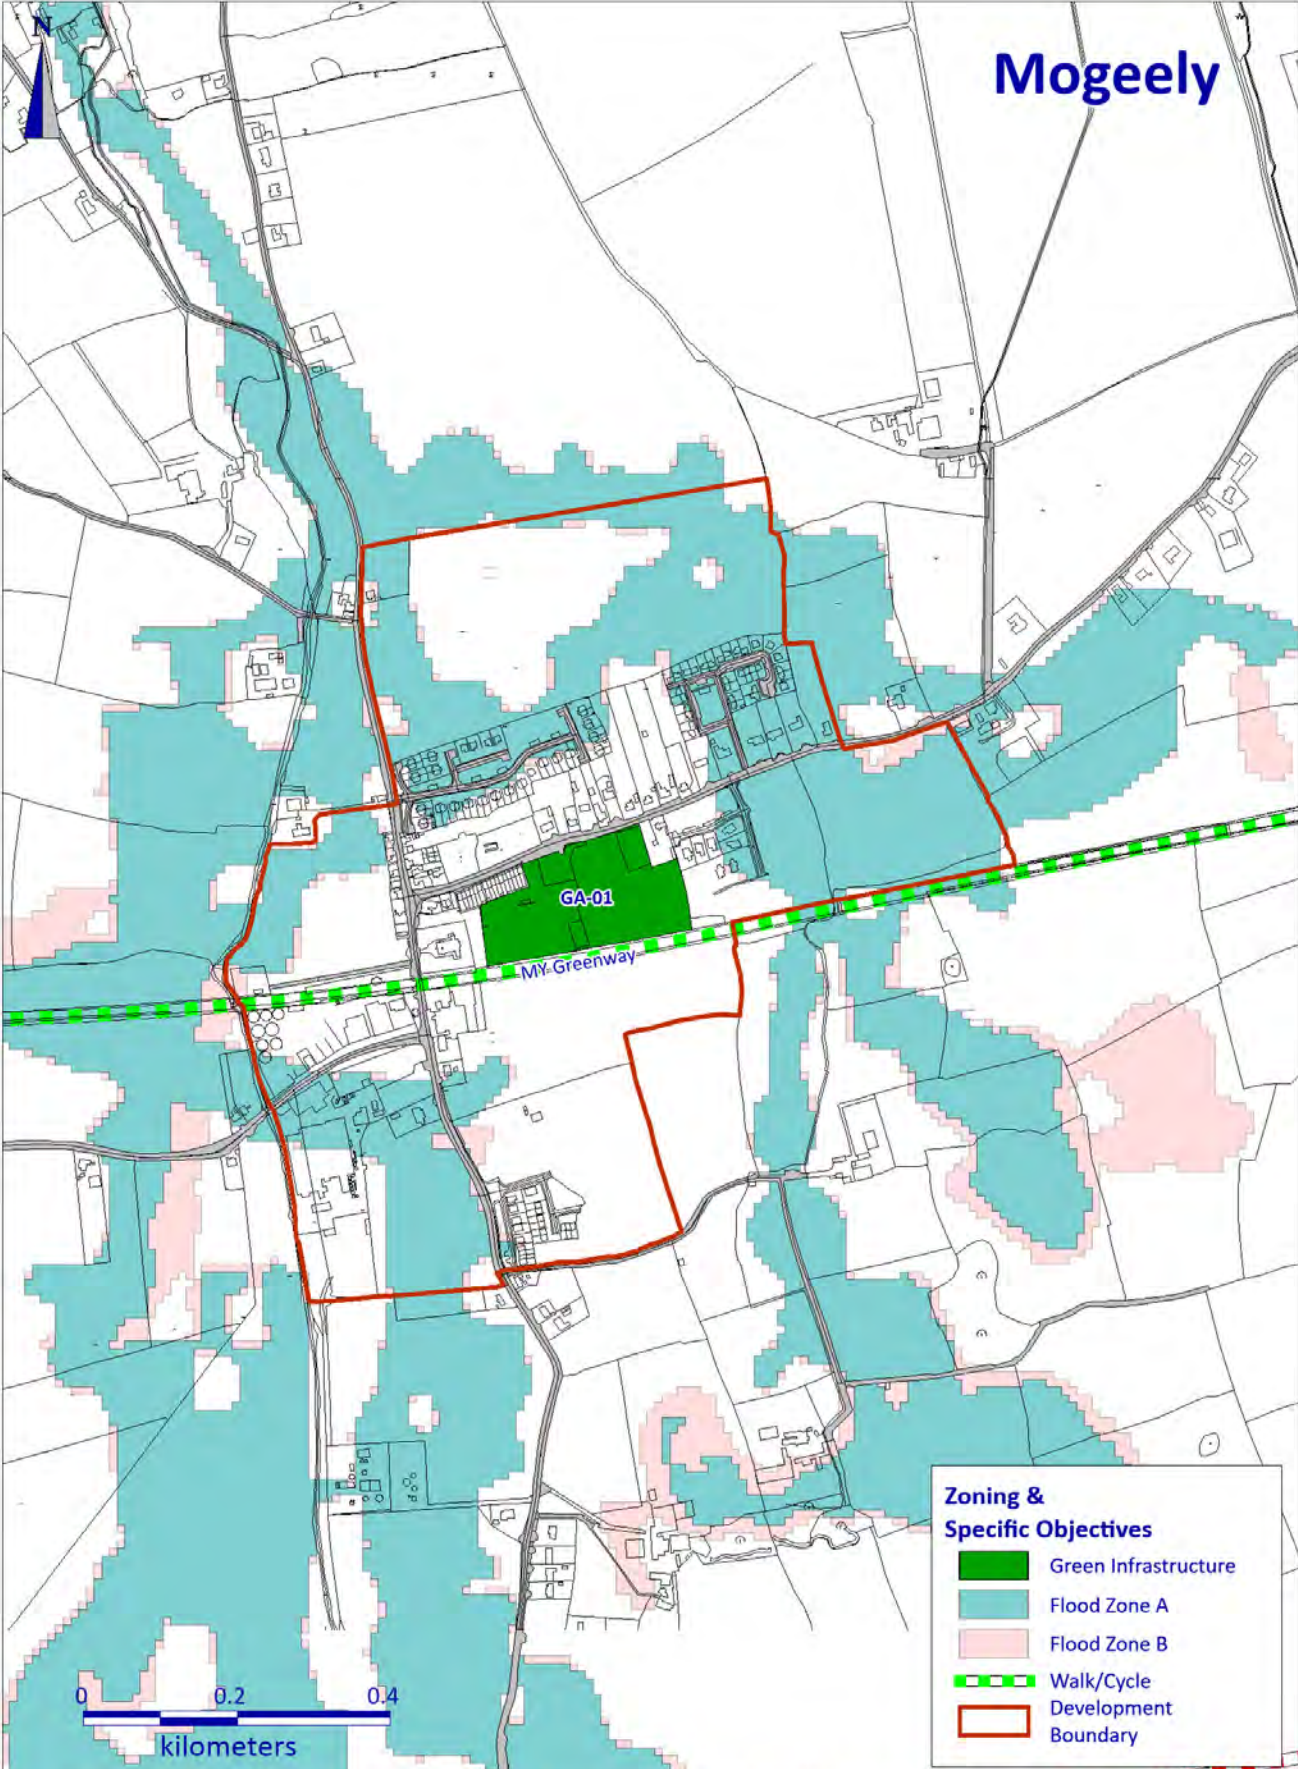 N
Mogeely
GA-01
MY Greenway
Zoning &
Specific Objectives
Green Infrastructure
Flood Zone A
Flood Zone B
Walk/Cycle
Development
Boundary
0 0.2 0.4
kilometers